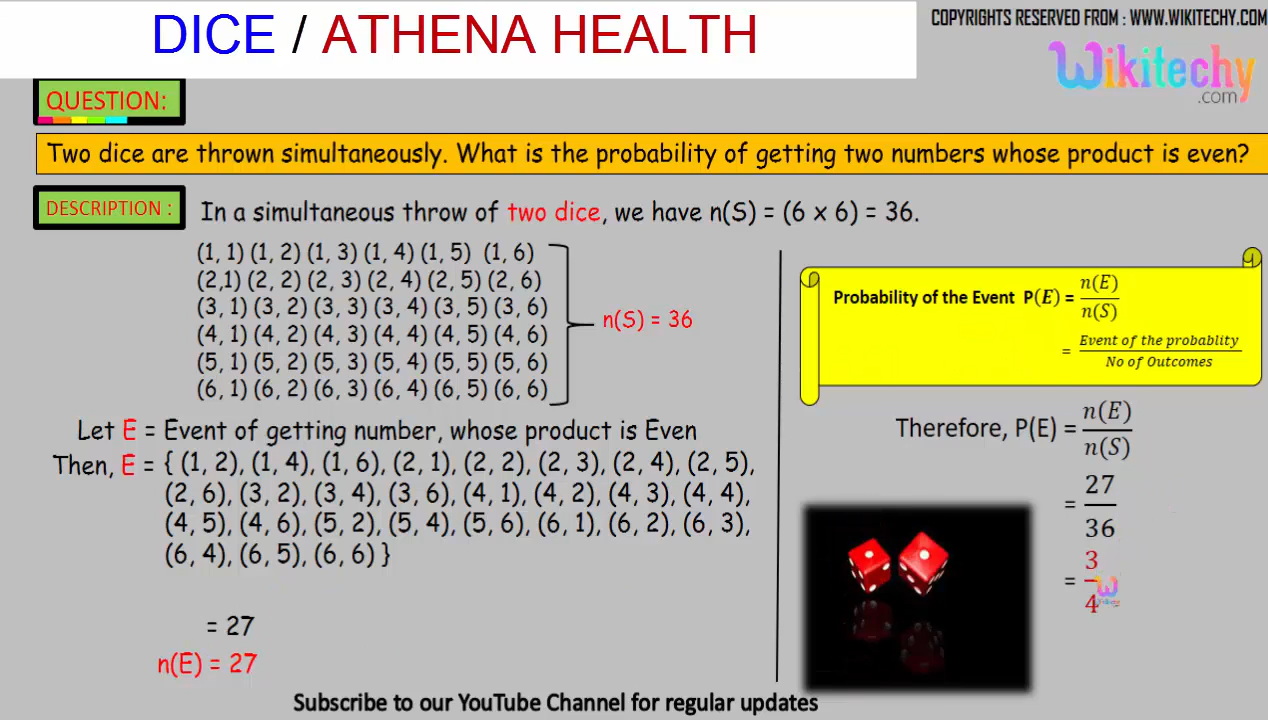 DICE / ATHENA HEALTH
COPYRIGHTS RESERVED FROM : WWW.WIKITECHY.COM
Wikitechy
.com
QUESTION:
Two dice are thrown simultaneously. What is the probability of getting two numbers whose product is even?
DESCRIPTION :
In a simultaneous throw of two dice, we have n(S) = (6 x 6) = 36.
(1, 1) (1, 2) (1, 3) (1, 4) (1, 5) (1, 6)
(2,1) (2, 2) (2, 3) (2, 4) (2, 5) (2, 6)
(3, 1) (3, 2) (3, 3) (3, 4) (3, 5) (3, 6)
(4, 1) (4, 2) (4, 3) (4, 4) (4, 5) (4, 6)
(5, 1) (5, 2) (5, 3) (5, 4) (5, 5) (5, 6)
(6, 1) (6, 2) (6, 3) (6, 4) (6, 5) (6, 6)
n(S) = 36
Let E = Event of getting number, whose product is Even
Then, E = { (1, 2), (1, 4), (1, 6), (2, 1), (2, 2), (2, 3), (2, 4), (2, 5),
(2, 6), (3, 2), (3, 4), (3, 6), (4, 1), (4, 2), (4, 3), (4, 4),
(4, 5), (4, 6), (5, 2), (5, 4), (5, 6), (6, 1), (6, 2), (6, 3),
(6, 4), (6, 5), (6, 6) }
= 27
n(E) = 27
Probability of the Event P(E) = n(E)
n(S)
= Event of the probablity
No of Outcomes
Therefore, P(E) = n(E)
n(S)
= 27
36
= 3
4
Subscribe to our YouTube Channel for regular updates